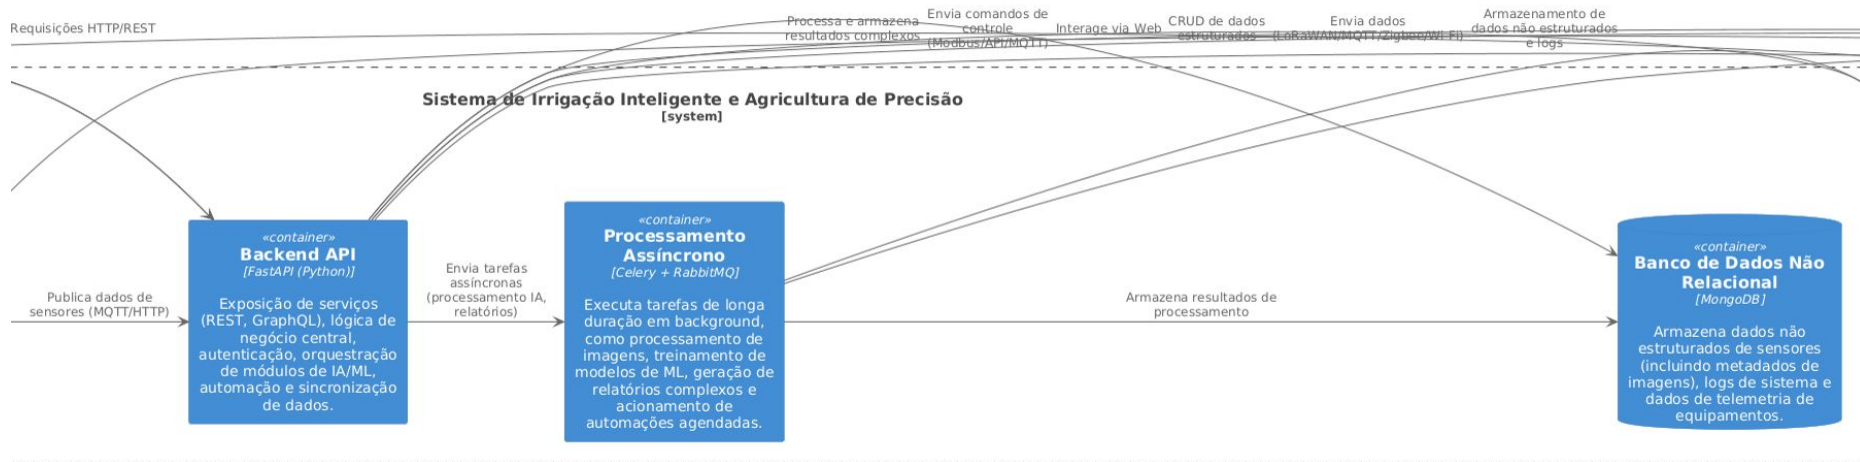 Requisições HTTP/REST
Processa e armazena
resultados complexos
Envia comandos de
controle
(Modbus/API/MQTT)
Interage via Web
CRUD de dados
estruturados
Envia dados
(LoRaWAN/MQTT/Zigbee/Wi-Fi)
Armazenamento de
dados não estruturados
e logs
Sistema de Irrigação Inteligente e Agricultura de Precisão
[system]
Publica dados de
sensores (MQTT/HTTP)
«container»
Backend API
[FastAPI (Python)]
Exposição de serviços
(REST, GraphQL), lógica de
negócio central,
autenticação, orquestração
de módulos de IA/ML,
automação e sincronização
de dados.
Envia tarefas
assíncronas
(processamento IA,
relatórios)
«container»
Processamento
Assíncrono
[Celery + RabbitMQ]
Executa tarefas de longa
duração em background,
como processamento de
imagens, treinamento de
modelos de ML, geração de
relatórios complexos e
acionamento de
automações agendadas.
Armazena resultados de
processamento
«container»
Banco de Dados Não
Relacional
[MongoDB]
Armazena dados não
estruturados de sensores
(incluindo metadados de
imagens), logs de sistema e
dados de telemetria de
equipamentos.